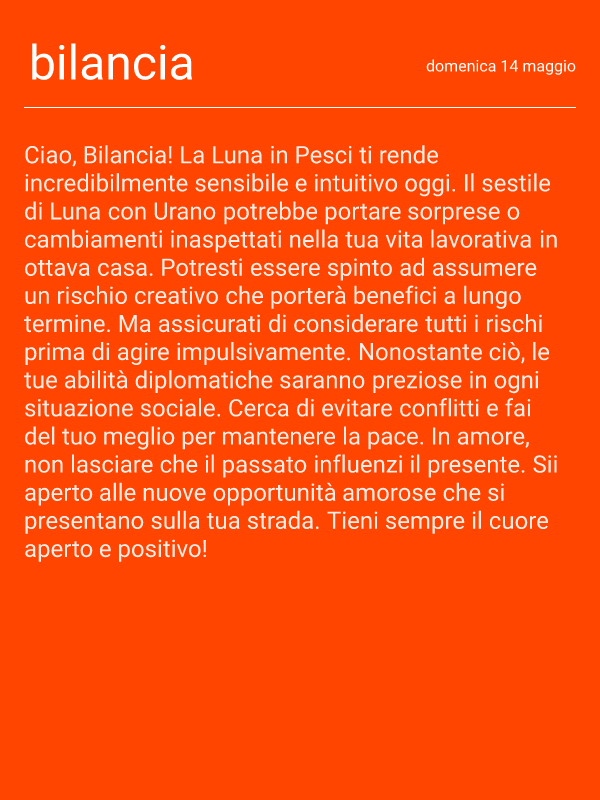 bilancia
domenica 14 maggio
Ciao, Bilancia! La Luna in Pesci ti rende
incredibilmente sensibile e intuitivo oggi. Il sestile
di Luna con Urano potrebbe portare sorprese o
cambiamenti inaspettati nella tua vita lavorativa in
ottava casa. Potresti essere spinto ad assumere
un rischio creativo che porterà benefici a lungo
termine. Ma assicurati di considerare tutti i rischi
prima di agire impulsivamente. Nonostante ciò, le
tue abilità diplomatiche saranno preziose in ogni
situazione sociale. Cerca di evitare conflitti e fai
del tuo meglio per mantenere la pace. In amore,
non lasciare che il passato influenzi il presente. Sii
aperto alle nuove opportunità amorose che si
presentano sulla tua strada. Tieni sempre il cuore
aperto e positivo!